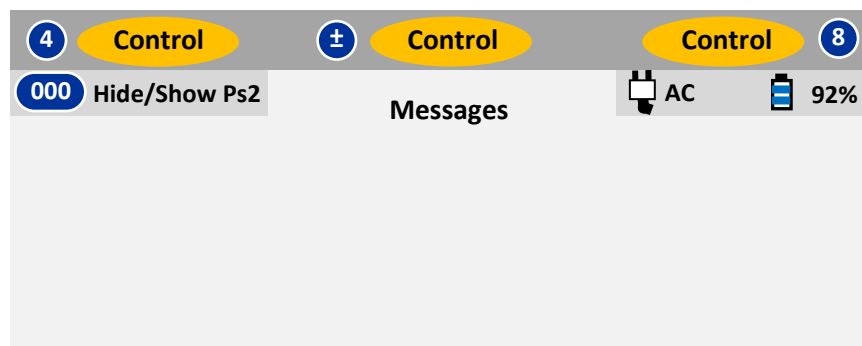 4 Control ± Control Control 8
000 Hide/Show Ps2 Messages AC 92%